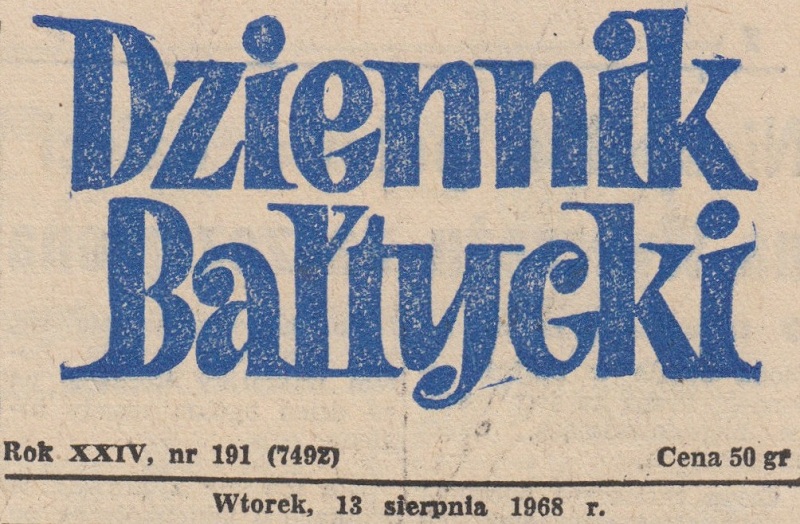 Dziennik
Bałtycki
Rok XXIV, nr 191 (7492)
Cena 50 gr
Wtorek, 13 sierpnia 1968 r.